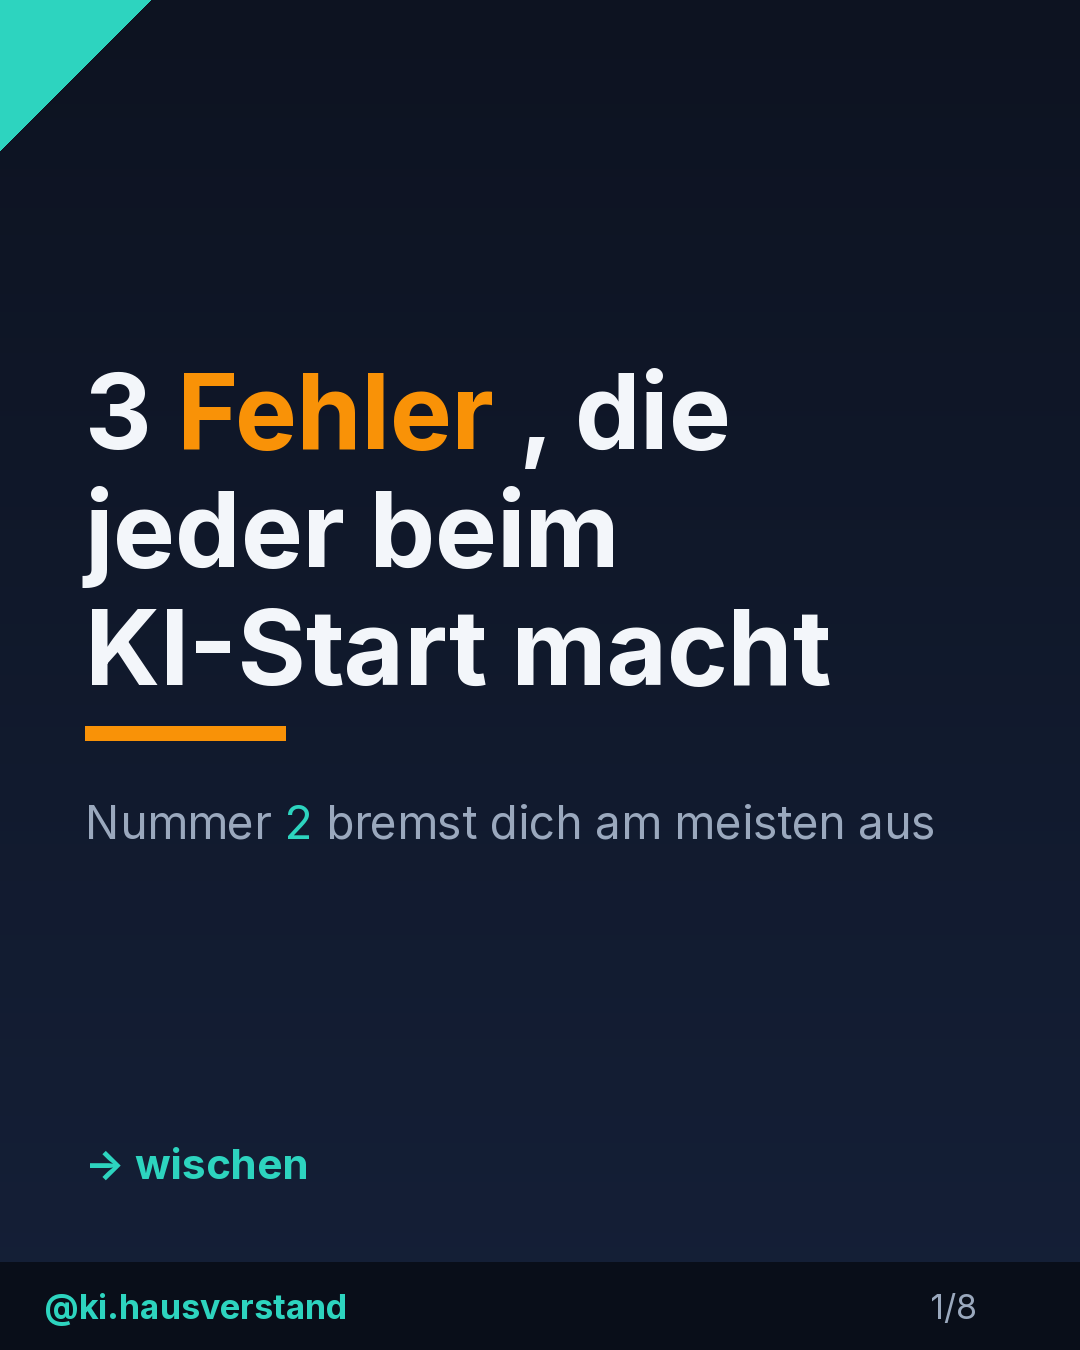 3 Fehler , die
jeder beim
KI-Start macht
Nummer 2 bremst dich am meisten aus
→ wischen
@ki.hausverstand
1/8